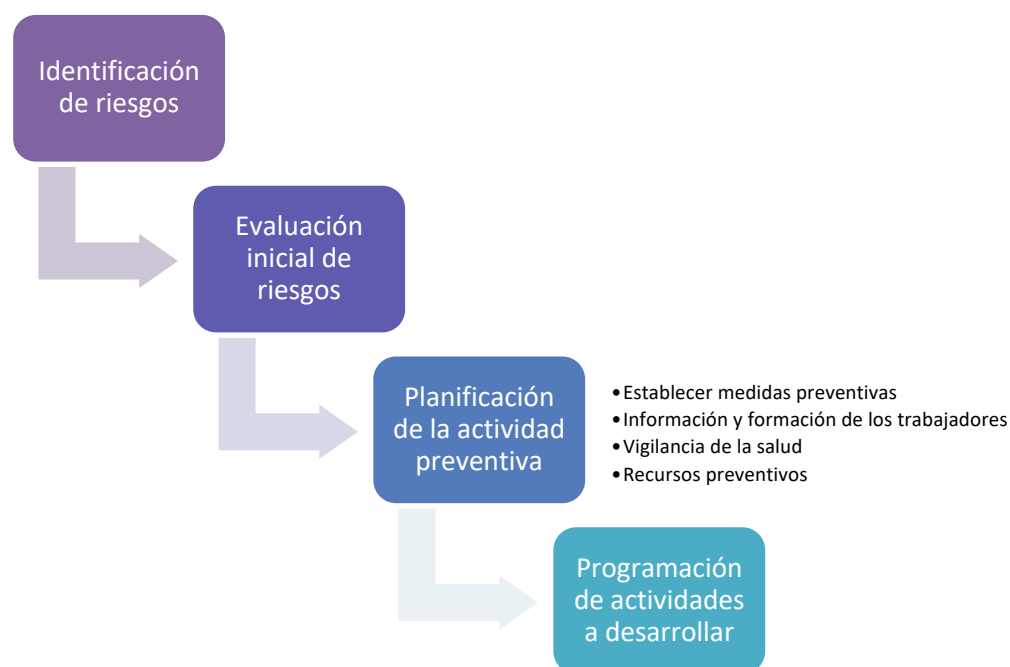 Identificación
de riesgos
Evaluación
inicial de
riesgos
Planificación
de la actividad
preventiva
•Establecer medidas preventivas
•Información y formación de los trabajadores
•Vigilancia de la salud
•Recursos preventivos
Programación
de actividades
a desarrollar